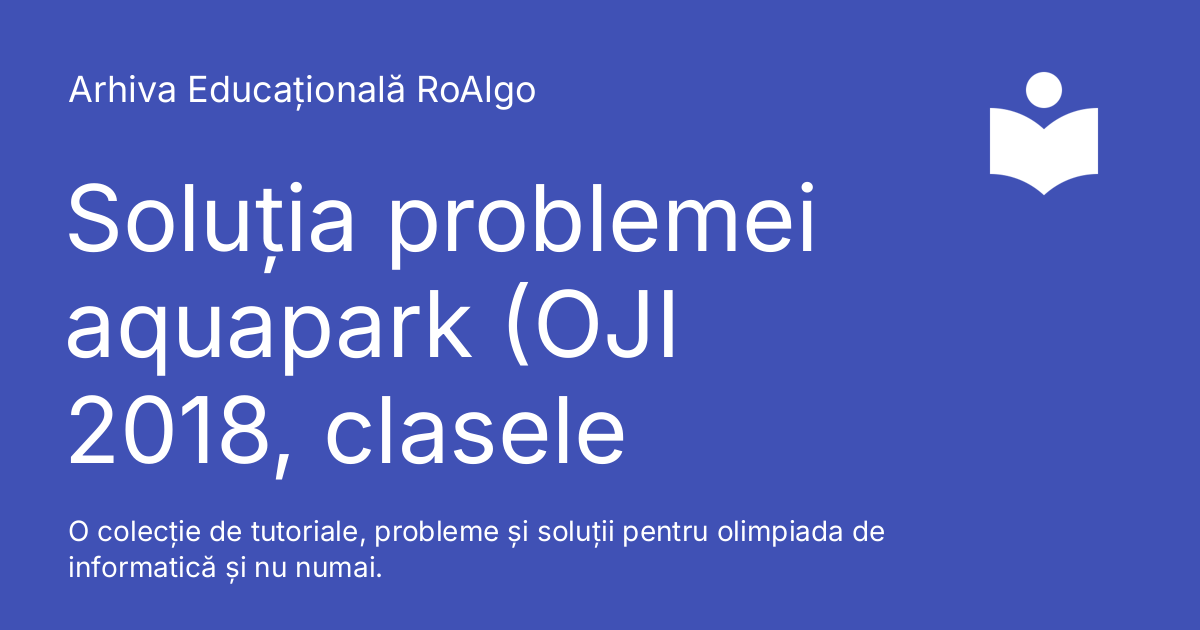 Arhiva Educațională RoAlgo
Soluția problemei
aquapark (OJI
2018, clasele
O colecție de tutoriale, probleme și soluții pentru olimpiada de
informatică și nu numai.